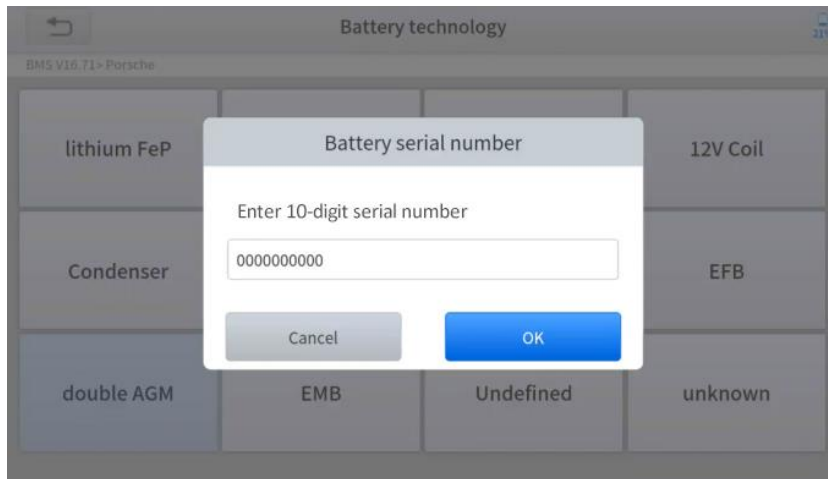 Battery technology
21°
BMS V16.71> Porsche
lithium FeP
12V Coil
Battery serial number
Enter 10-digit serial number
0000000000
Cancel
OK
Condenser
EFB
double AGM
EMB
Undefined
unknown